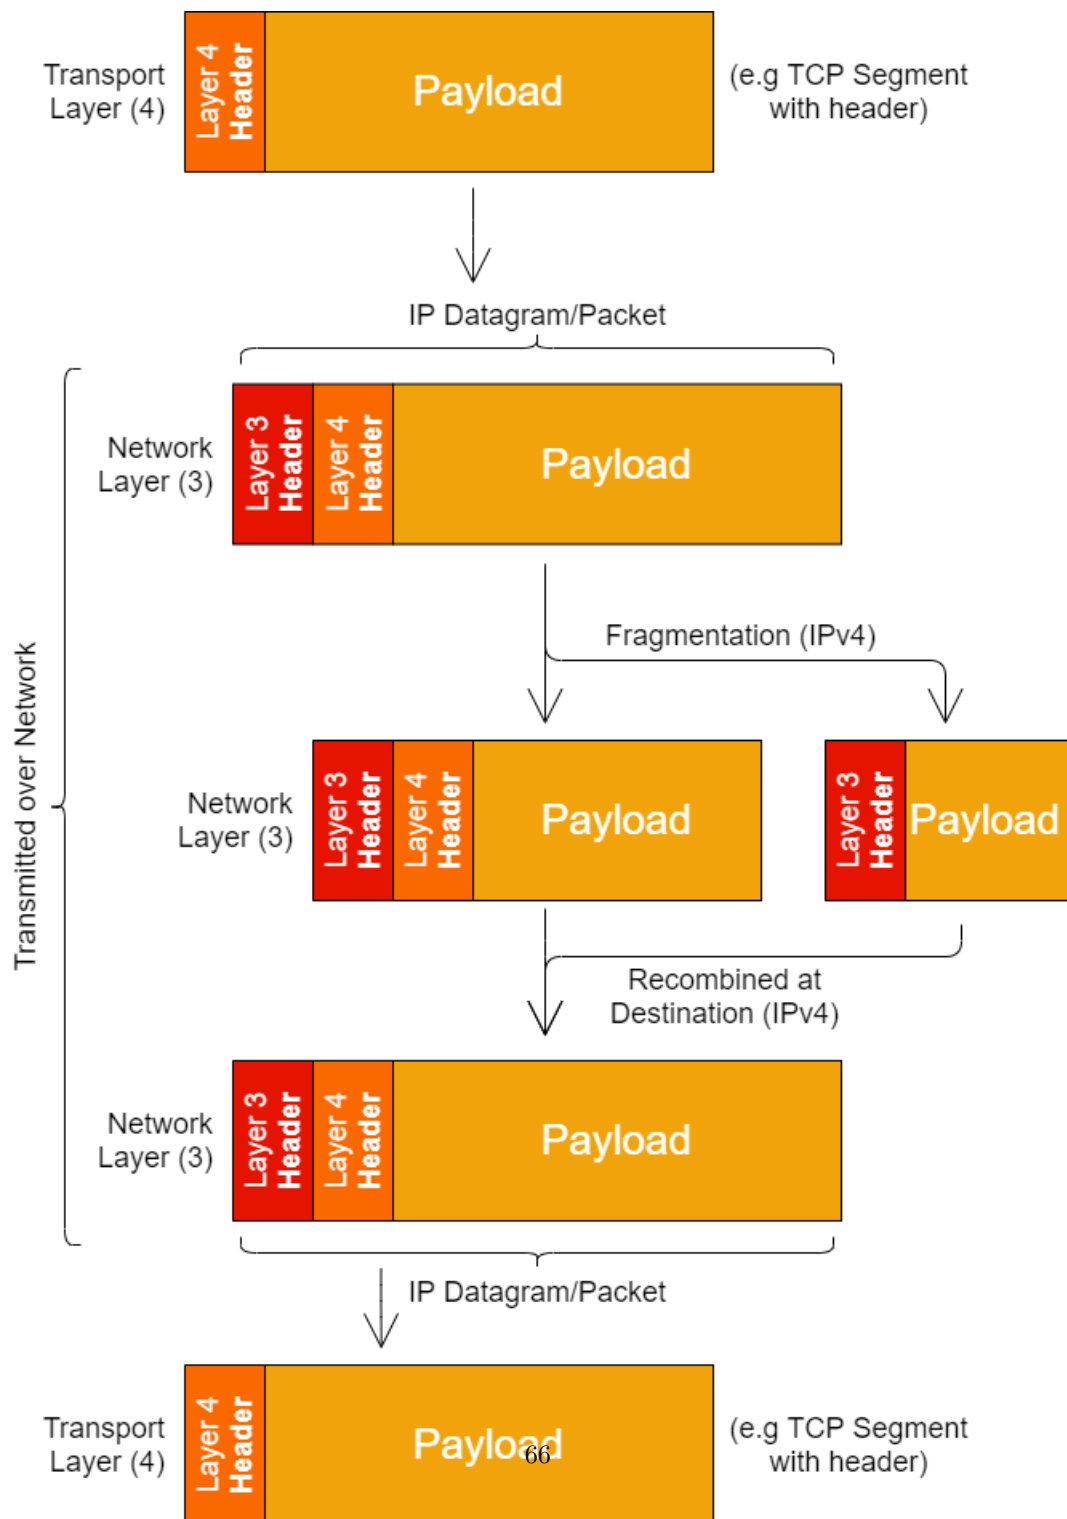 Transport
Layer (4)
Layer 4
Header
Payload
(e.g TCP Segment
with header)
IP Datagram/Packet
Network
Layer (3)
Layer 3
Header
Layer 4
Header
Payload
Transmitted over Network
Fragmentation (IPv4)
Network
Layer (3)
Layer 3
Header
Layer 4
Header
Payload
Layer 3
Header
Payload
Recombined at
Destination (IPv4)
Network
Layer (3)
Layer 3
Header
Layer 4
Header
Payload
IP Datagram/Packet
Transport
Layer (4)
Layer 4
Header
Payload
66
(e.g TCP Segment
with header)